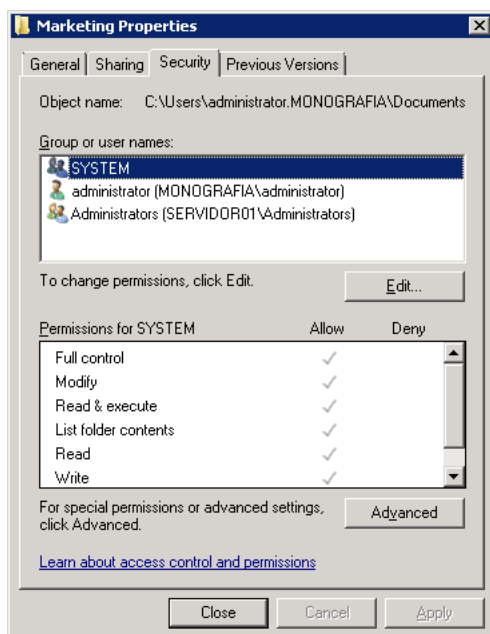 Marketing Properties
General Sharing Security Previous Versions
Object name: C:\Users\administrator.MONOGRAFIA\Documents
Group or user names:
SYSTEM
administrator (MONOGRAFIA\administrator)
Administrators (SERVIDOR01\Administrators)
To change permissions, click Edit.
Edit...
Permissions for SYSTEM Allow Deny
Full control
Modify
Read & execute
List folder contents
Read
Write
For special permissions or advanced settings,
click Advanced.
Advanced
Learn about access control and permissions
Close Cancel Apply